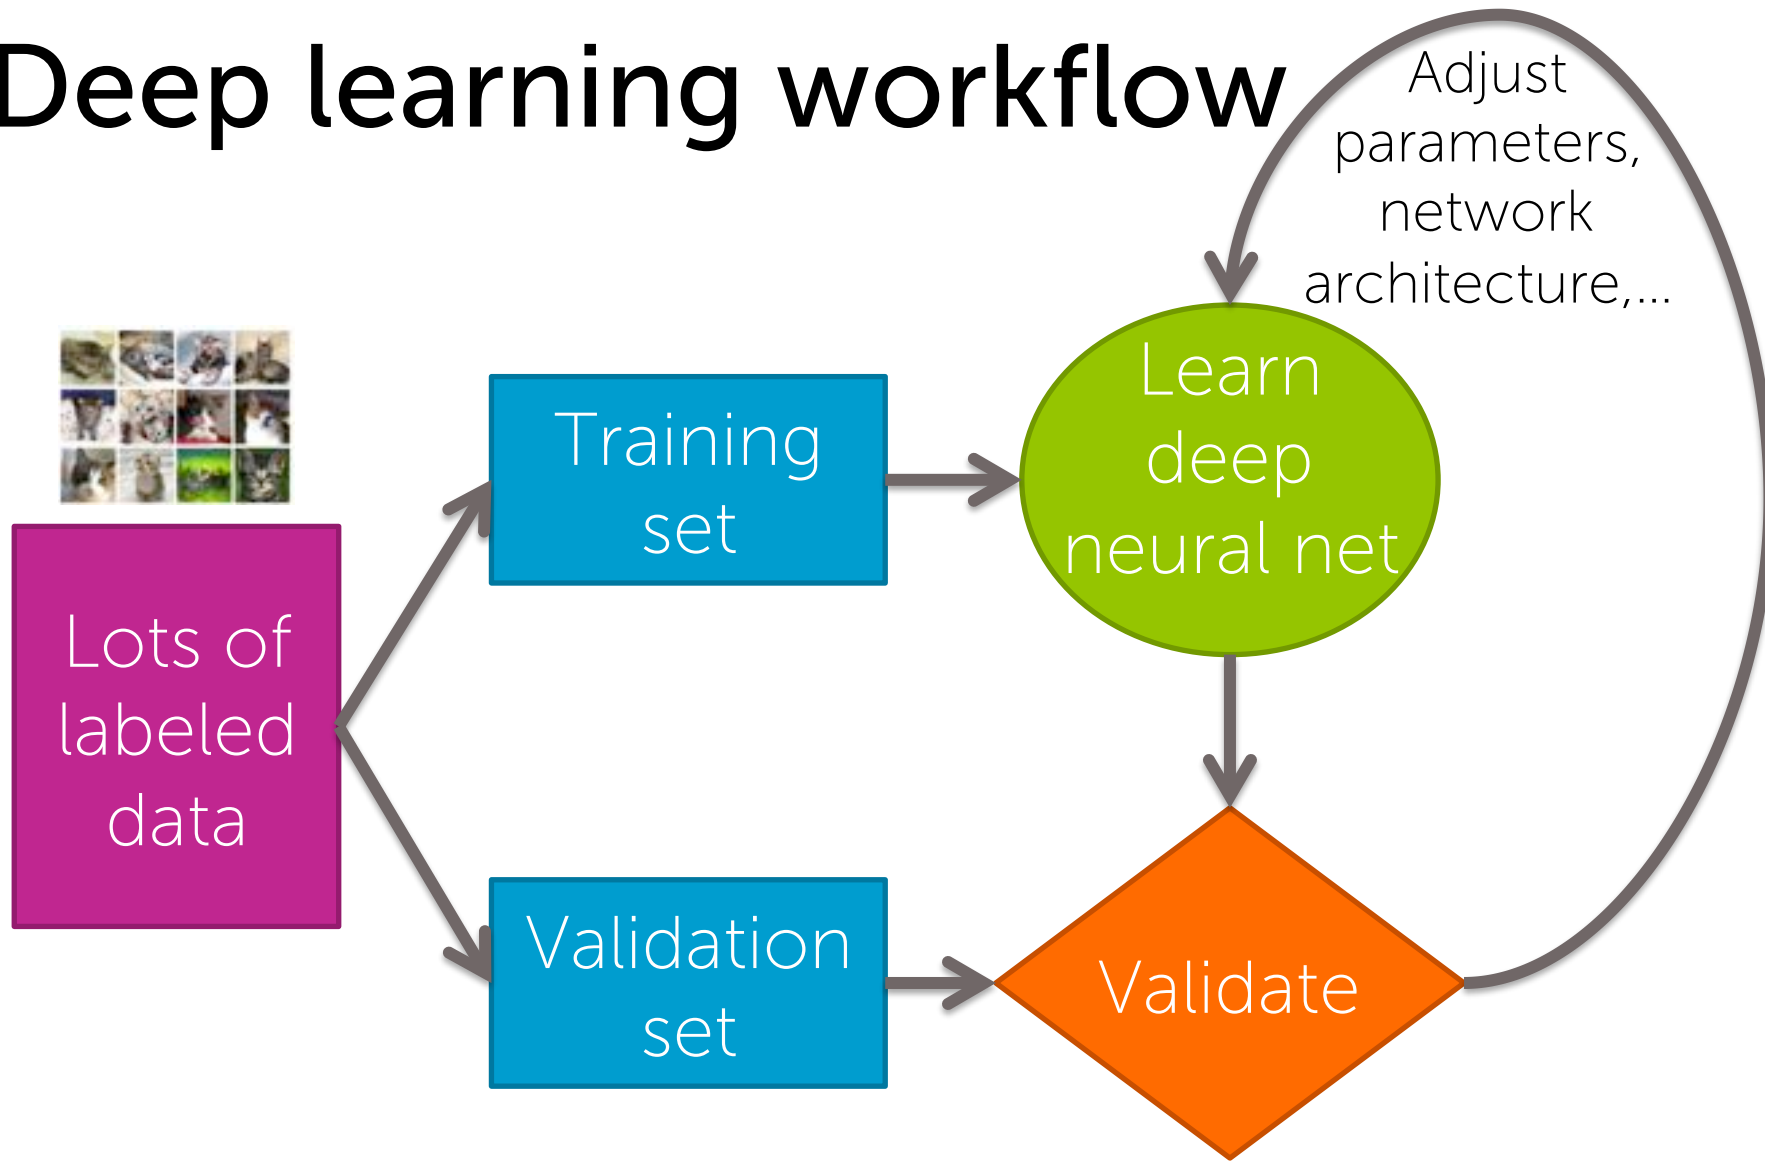 Deep learning workflow
Adjust
parameters,
network
architecture,...
Learn
deep
neural net
Training
set
Lots of
labeled
data
Validation
set
Validate